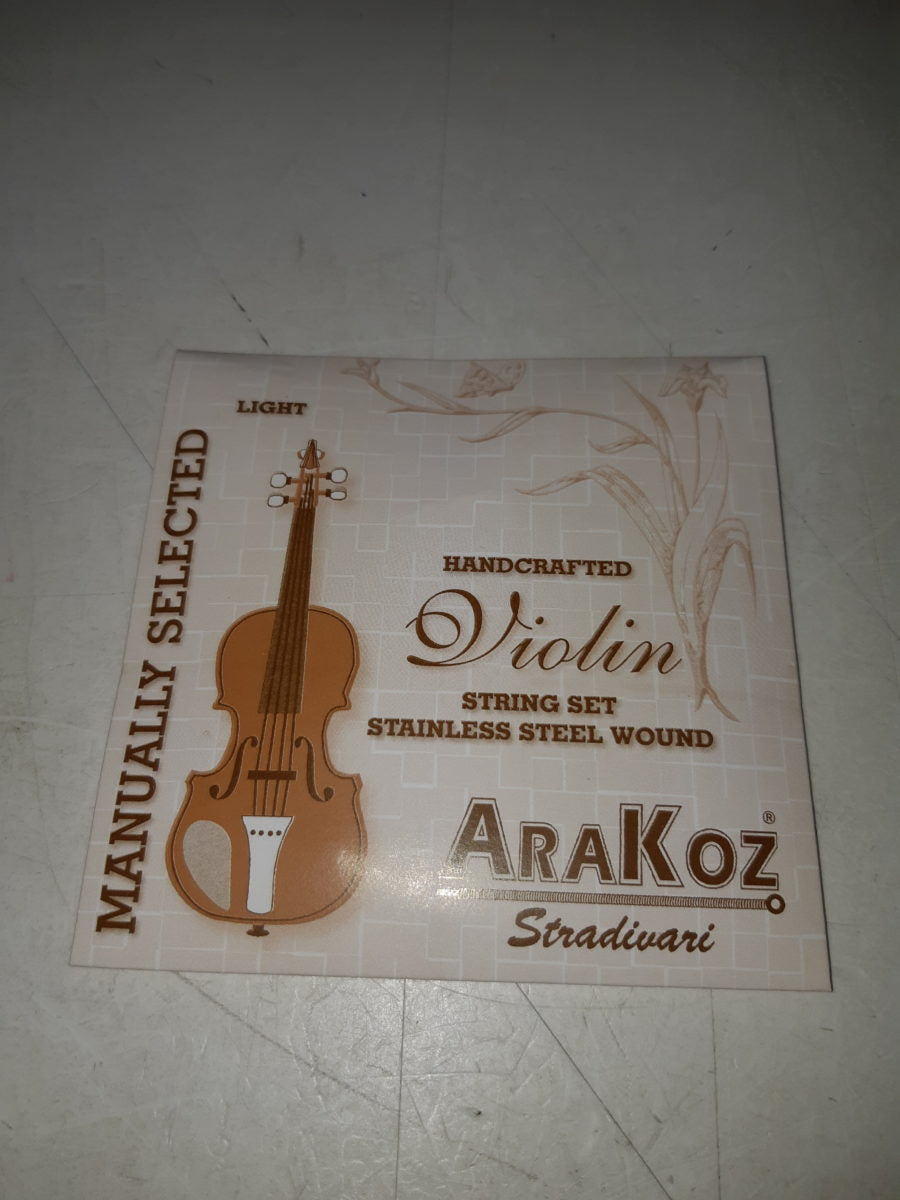 LIGHT
MANUALLY SELECTED
HANDCRAFTED
Violin
STRING SET
STAINLESS STEEL WOUND
ARAKOZ®
Stradivari